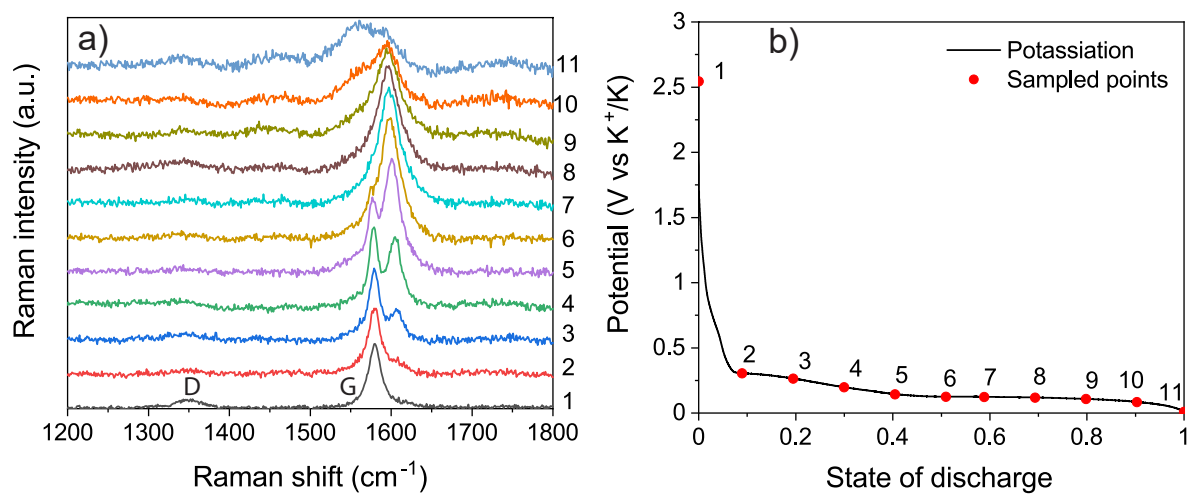 a)
Raman intensity (a.u.)
11
10
9
8
7
6
5
4
3
2
1
D
G
1200 1300 1400 1500 1600 1700 1800
Raman shift (cm⁻¹)
b)
Potential (V vs K⁺/K)
3
2.5
2
1.5
1
0.5
0
Potassiation
Sampled points
1
2 3 4 5 6 7 8 9 10 11
0 0.2 0.4 0.6 0.8 1
State of discharge